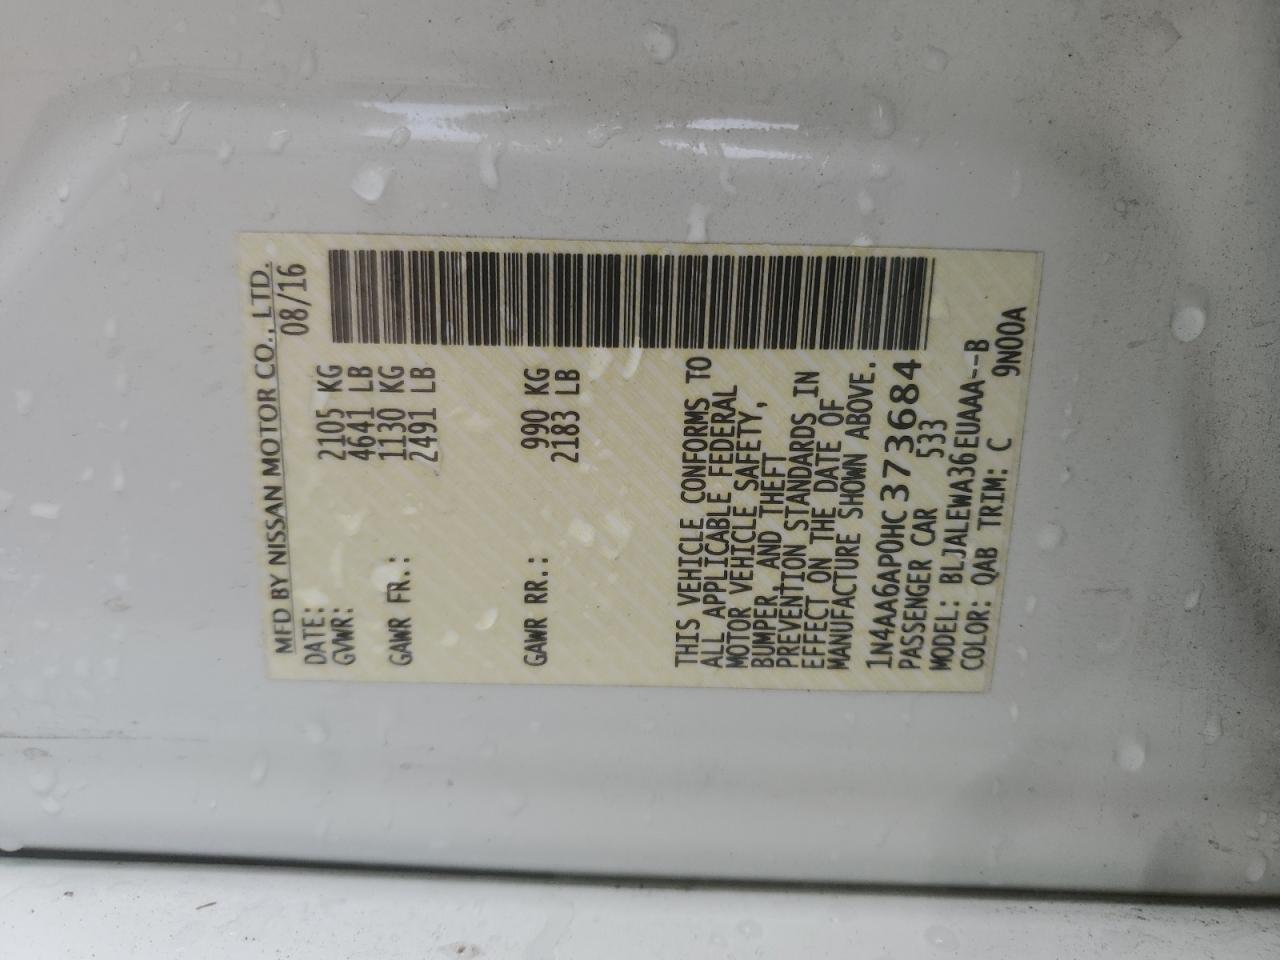 MFD BY NISSAN MOTOR CO., LTD.
DATE: 08/16
GVWR: 2105 KG
4641 LB
GAWR FR.: 1130 KG
2491 LB
GAWR RR.: 990 KG
2183 LB
THIS VEHICLE CONFORMS TO
ALL APPLICABLE FEDERAL
MOTOR VEHICLE SAFETY,
BUMPER, AND THEFT
PREVENTION STANDARDS IN
EFFECT ON THE DATE OF
MANUFACTURE SHOWN ABOVE.
1N4AA6AP0HC373684
PASSENGER CAR 533
MODEL: BLJALEWA36EUAAA--B
COLOR: QAB TRIM: C 9N00A